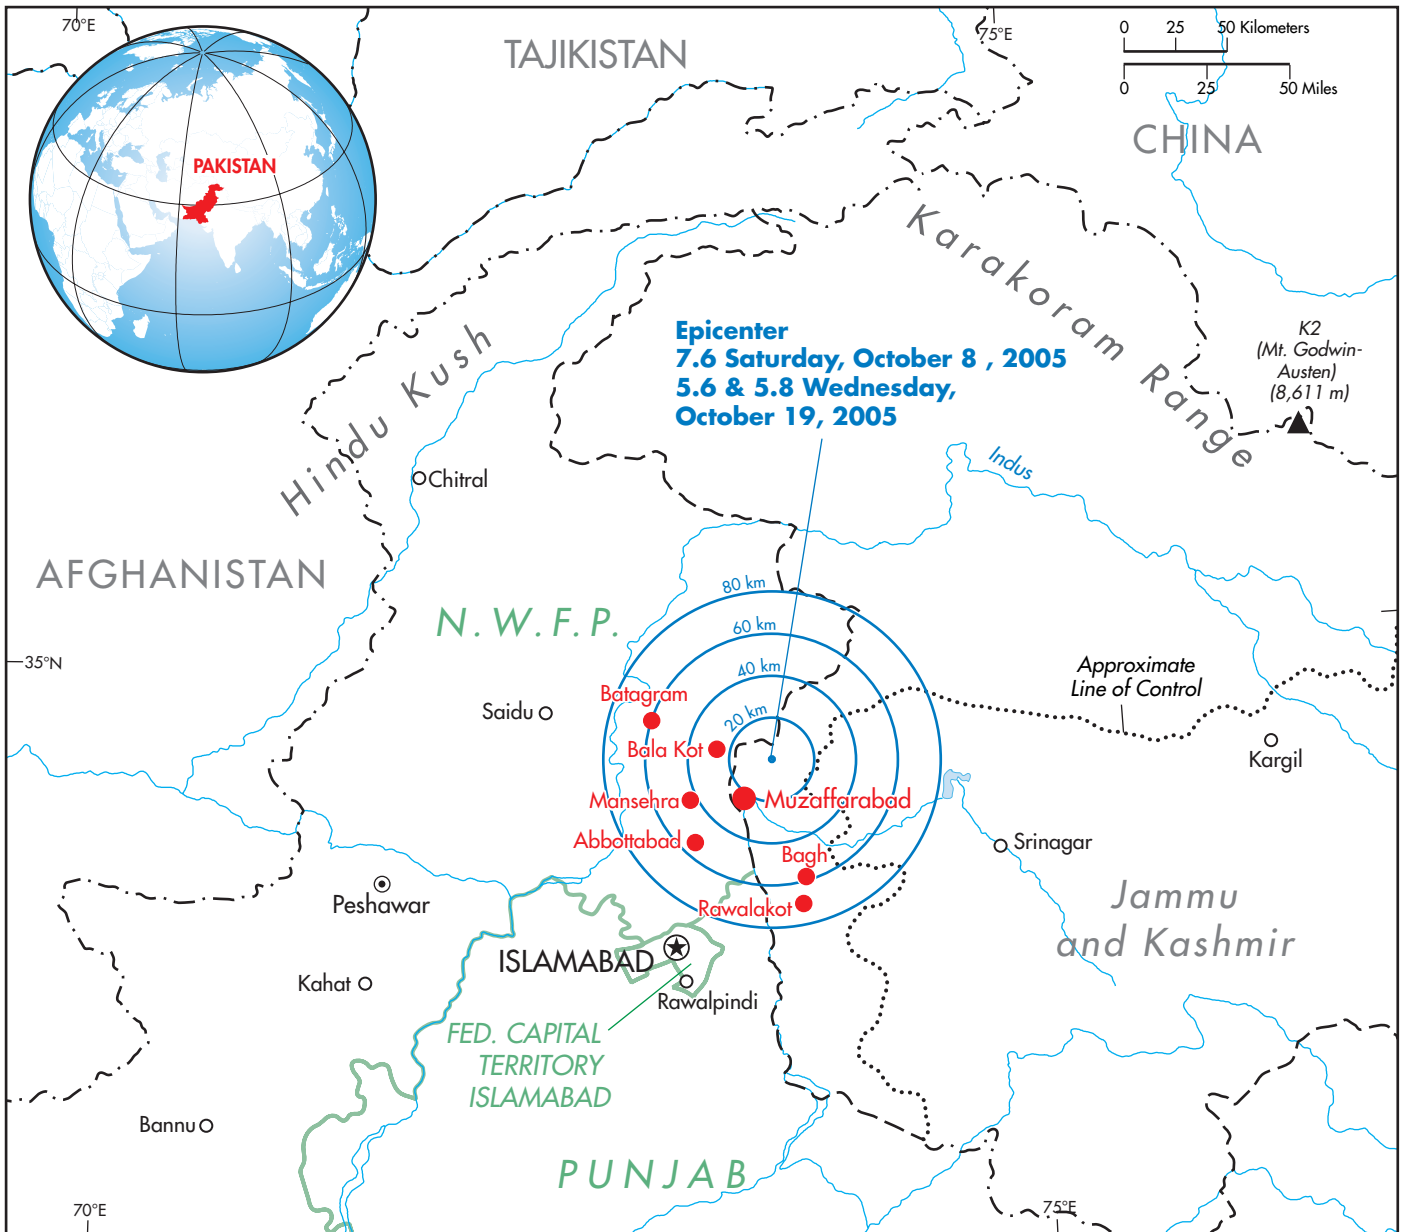 70°E
TAJIKISTAN
75°E
0 25 50 Kilometers
0 25 50 Miles
CHINA
PAKISTAN
Karakoram Range
Hindu Kush
Epicenter
7.6 Saturday, October 8 , 2005
5.6 & 5.8 Wednesday,
October 19, 2005
K2
(Mt. Godwin-
Austen)
(8,611 m)
Indus
Chitral
AFGHANISTAN
N.W.F.P.
80 km
60 km
40 km
20 km
35°N
Approximate
Line of Control
Batagram
Saidu
Bala Kot
Kargil
Mansehra
Muzaffarabad
Abbottabad
Bagh
Srinagar
Peshawar
Rawalakot
Jammu
and Kashmir
ISLAMABAD
Kahat
Rawalpindi
FED. CAPITAL
TERRITORY
ISLAMABAD
Bannu
PUNJAB
70°E
75°E